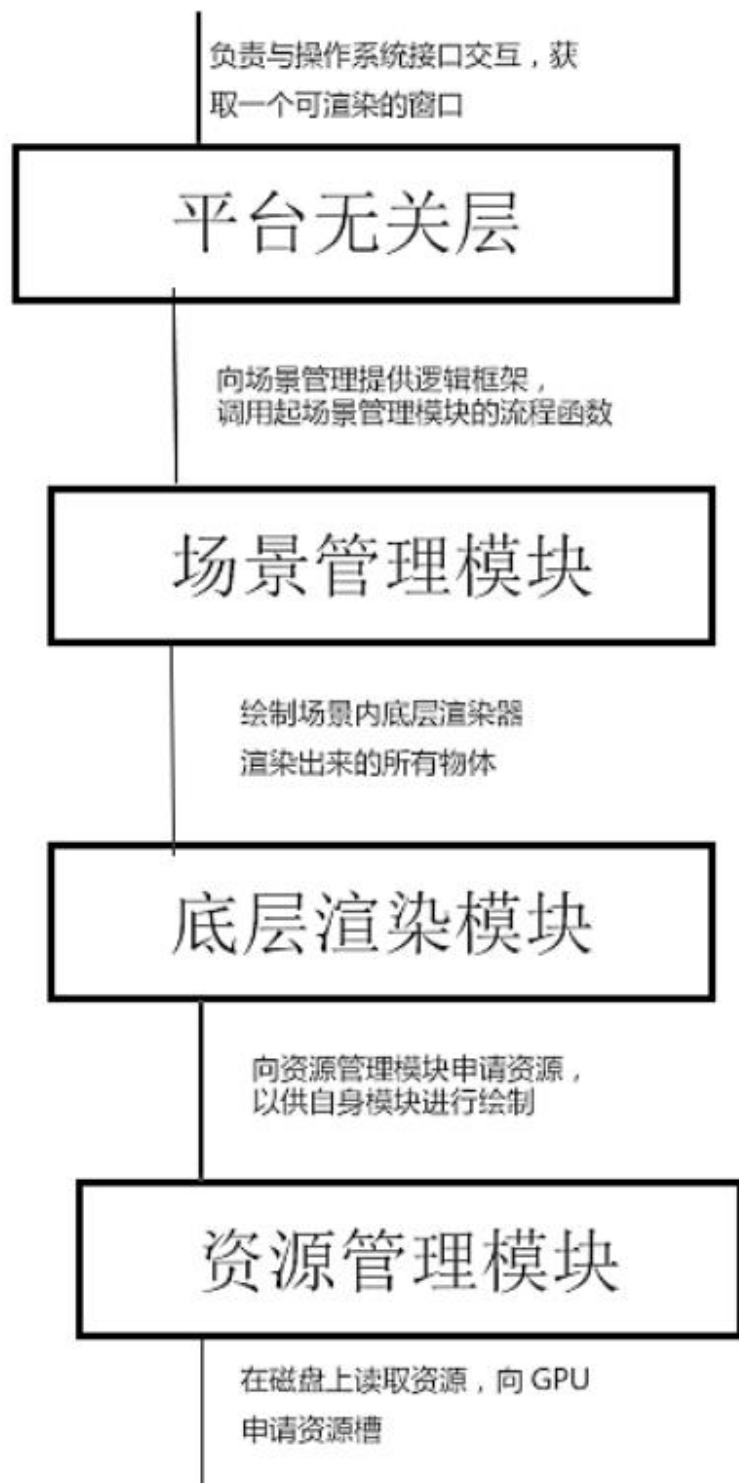 负责与操作系统接口交互，获
取一个可渲染的窗口
平台无关层
向场景管理提供逻辑框架，
调用起场景管理模块的流程函数
场景管理模块
绘制场景内底层渲染器
渲染出来的所有物体
底层渲染模块
向资源管理模块申请资源，
以供自身模块进行绘制
资源管理模块
在磁盘上读取资源，向 GPU
申请资源槽